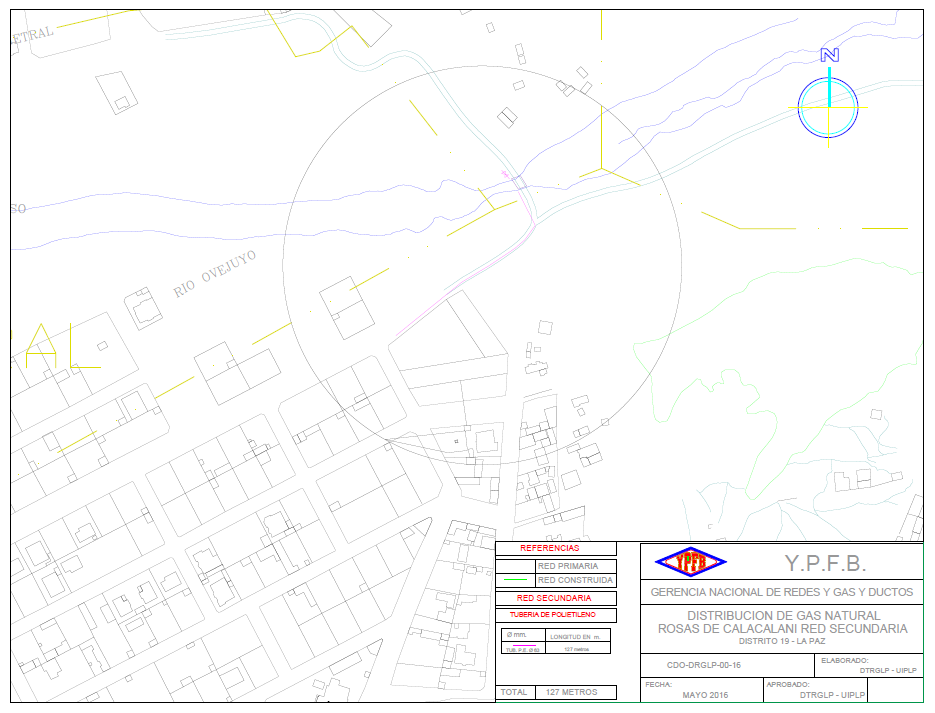 ETRAL
N
SO
RIO OVEJUYO
REFERENCIAS
RED PRIMARIA
RED CONSTRUIDA
RED SECUNDARIA
TUBERIA DE POLIETILENO
Ø mm.
LONGITUD EN m.
TUB. P.E. Ø 63
127 metros
TOTAL
127 METROS
YPFB
Y.P.F.B.
GERENCIA NACIONAL DE REDES Y GAS Y DUCTOS
DISTRIBUCION DE GAS NATURAL
ROSAS DE CALACALANI RED SECUNDARIA
DISTRITO 19 - LA PAZ
CDO-DRGLP-00-16
ELABORADO:
DTRGLP - UIPLP
FECHA:
MAYO 2016
APROBADO:
DTRGLP - UIPLP